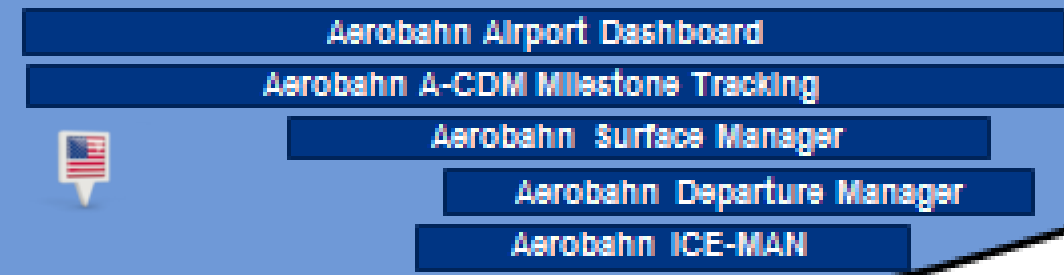 Aerobahn Airport Dashboard
Aerobahn A-CDM Milestone Tracking
Aerobahn Surface Manager
Aerobahn Departure Manager
Aerobahn ICE-MAN